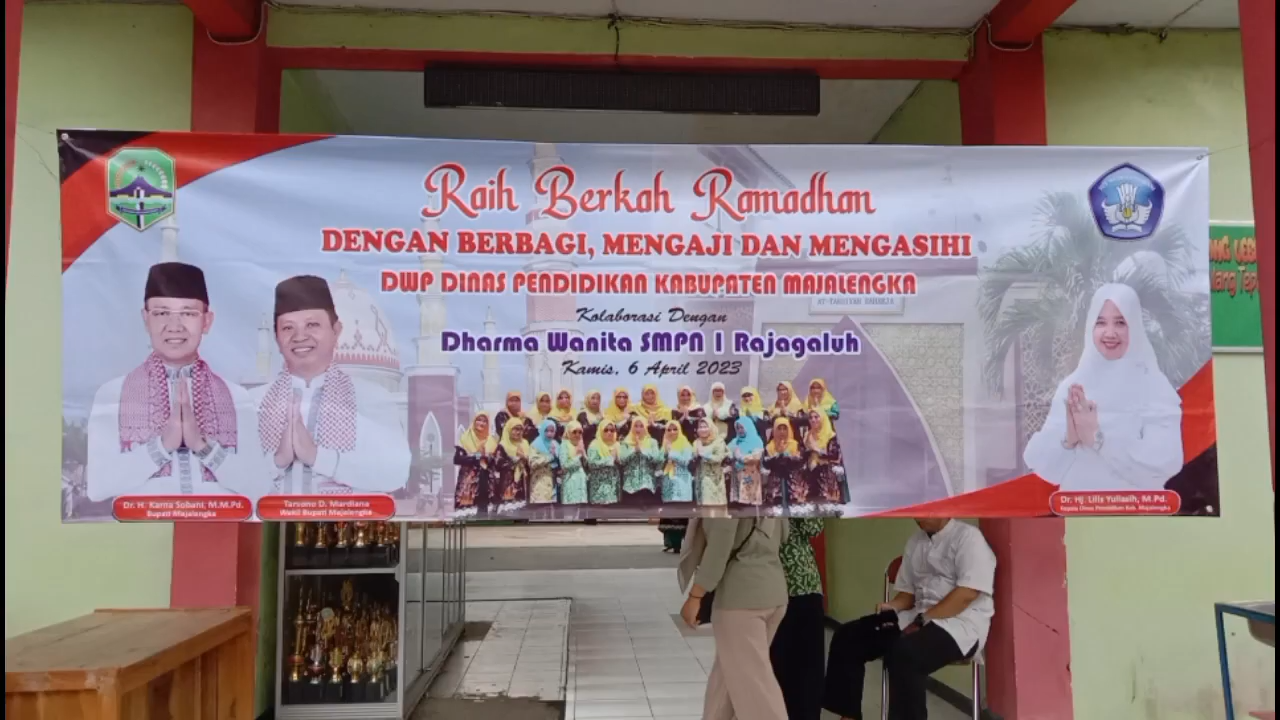 Raih Berkah Ramadhan
DENGAN BERBAGI, MENGAJI DAN MENGASIHI
DWP DINAS PENDIDIKAN KABUPATEN MAJALENGKA
Kolaborasi Dengan
Dharma Wanita SMPN 1 Rajagaluh
Kamis, 6 April 2023
Dr. H. Karna Sobahi, M.M.Pd.
Bupati Majalengka
Tarsono D. Mardiana
Wakil Bupati Majalengka
Dr. Hj. Lilis Yuliasih, M.Pd.
Kepala Dinas Pendidikan Kab. Majalengka